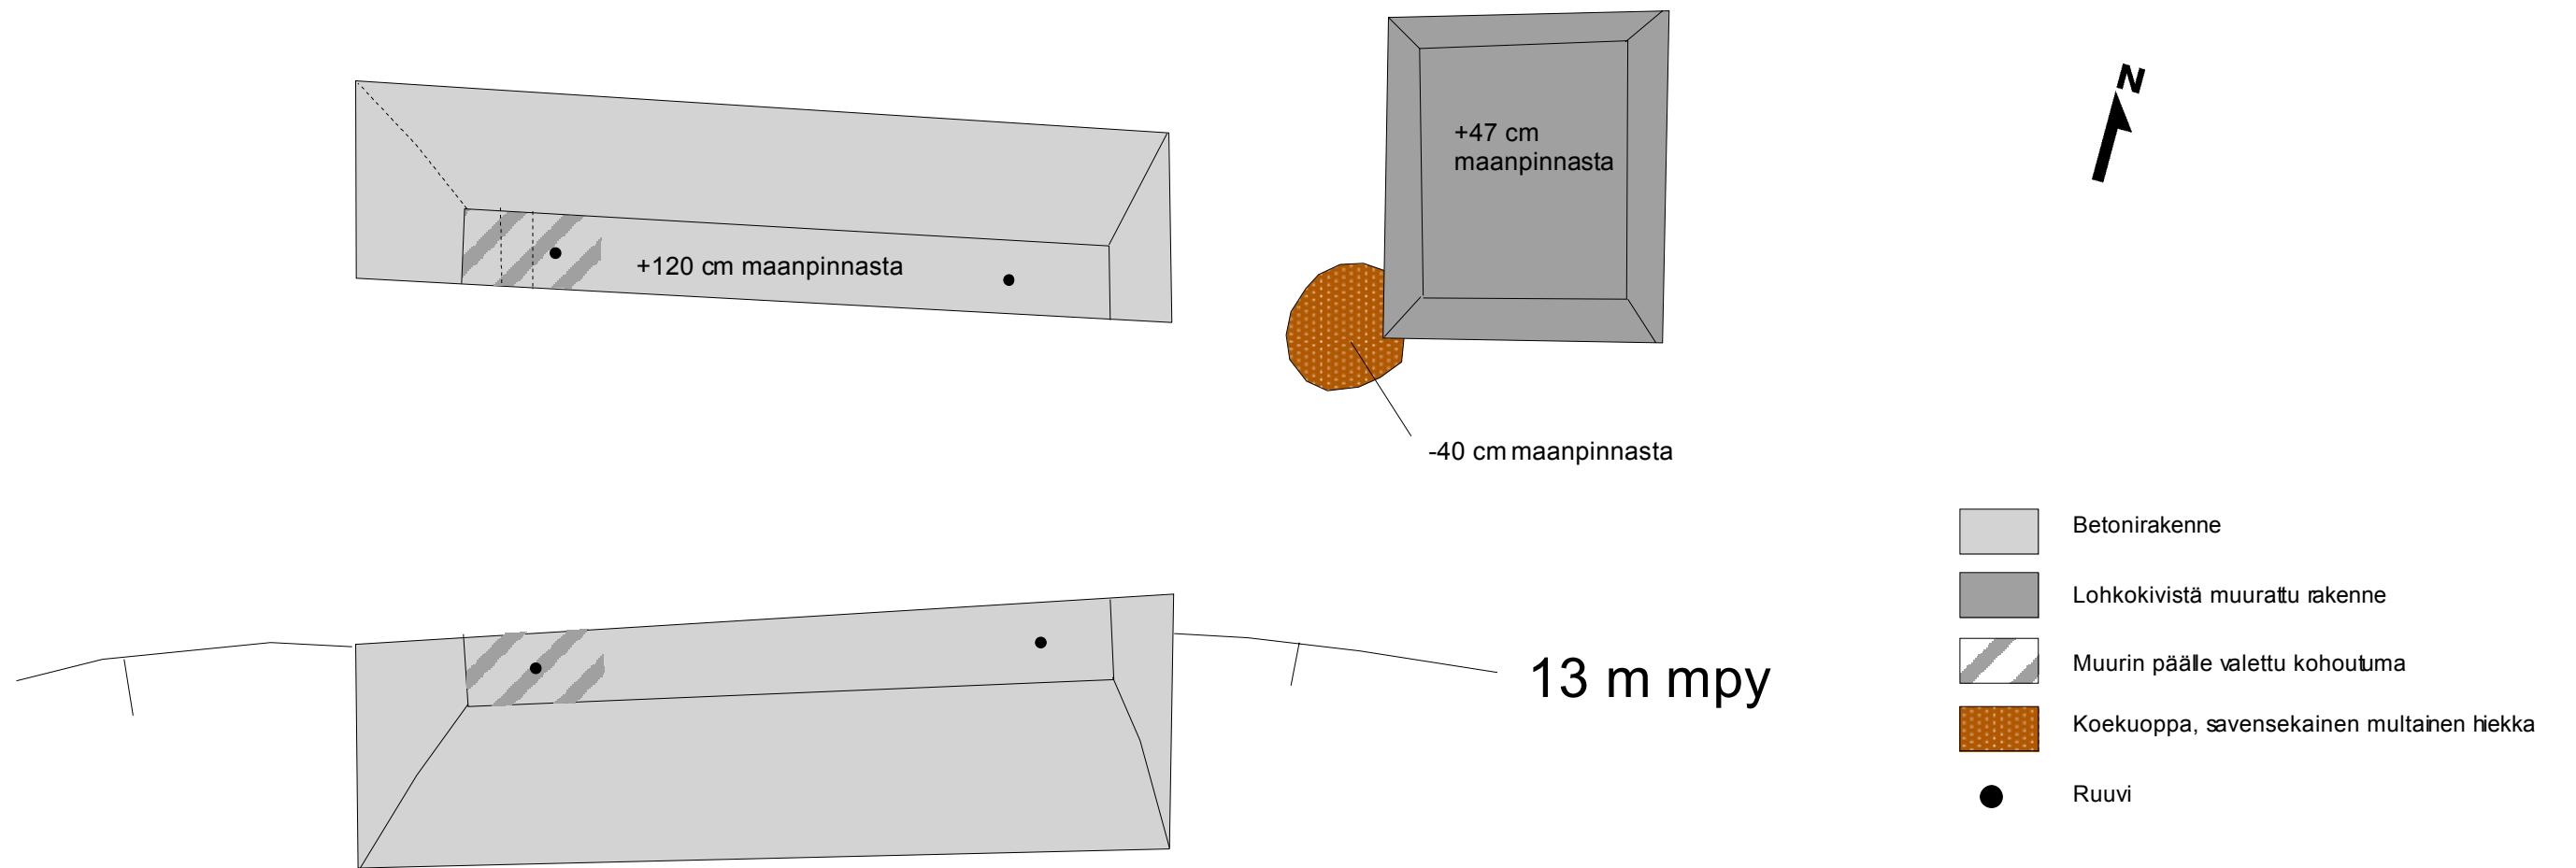 N
+47 cm
maanpinnasta
+120 cm maanpinnasta
-40 cm maanpinnasta
13 m mpy
Betonirakenne
Lohkokivistä muurattu rakenne
Muurin päälle valettu kohoutuma
Koekuoppa, savensekainen multainen hiekka
Ruuvi